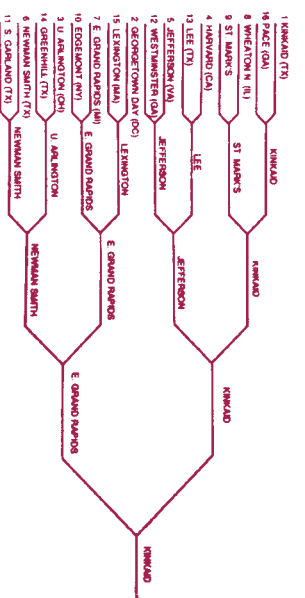 1 KINKAID (TX)
16 PACE (GA)
8 WHEATON N (IL)
9 ST MARK'S
4 HARVARD (CA)
13 LEE (TX)
5 JEFFERSON (VA)
12 WESTMINSTER (GA)
2 GEORGETOWN DAY (DC)
15 LEXINGTON (MA)
7 E GRAND RAPIDS (MI)
10 EDGEMONT (NY)
3 U ARLINGTON (OH)
14 GREENHILL (TX)
6 NEWMAN SMITH (TX)
11 S GARLAND (TX)
KINKAID
ST MARK'S
LEE
JEFFERSON
LEXINGTON
E. GRAND RAPIDS
U. ARLINGTON
NEWMAN SMITH
KINKAID
JEFFERSON
E. GRAND RAPIDS
NEWMAN SMITH
KINKAID
E. GRAND RAPIDS
KINKAID